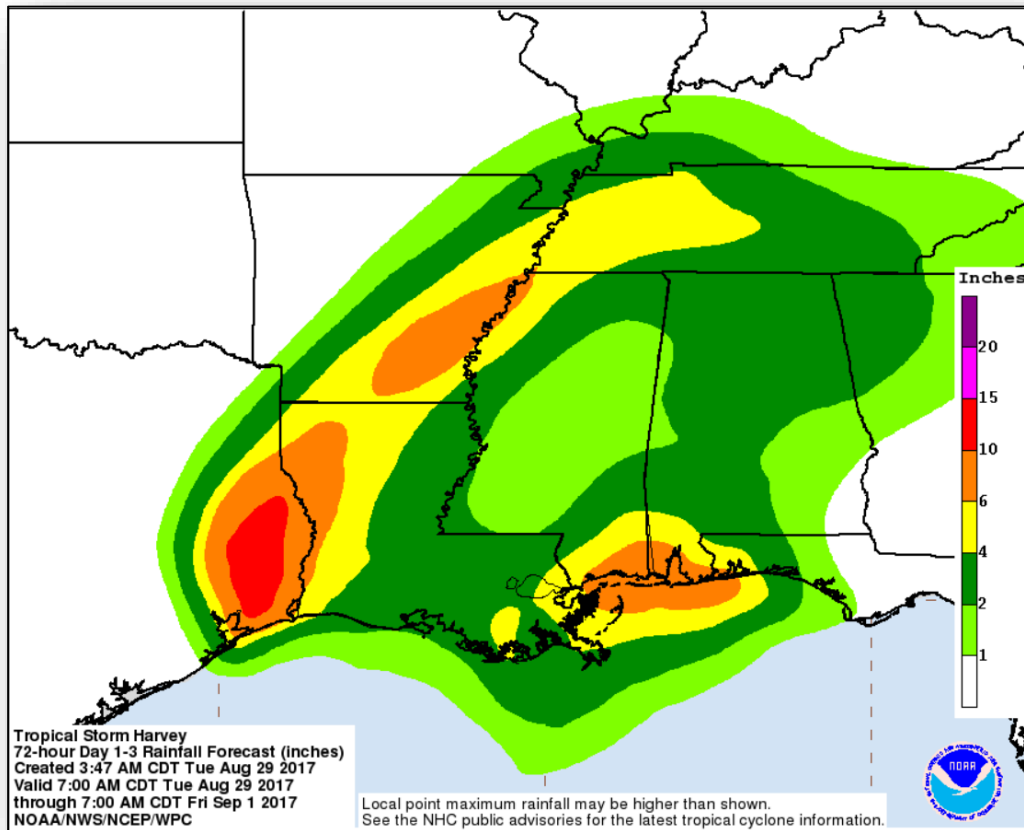 Inches
20
15
10
6
4
2
1
Tropical Storm Harvey
72-hour Day 1-3 Rainfall Forecast (inches)
Created 3:47 AM CDT Tue Aug 29 2017
Valid 7:00 AM CDT Tue Aug 29 2017
through 7:00 AM CDT Fri Sep 1 2017
NOAA/NWS/NCEP/WPC
Local point maximum rainfall may be higher than shown.
See the NHC public advisories for the latest tropical cyclone information.
NOAA